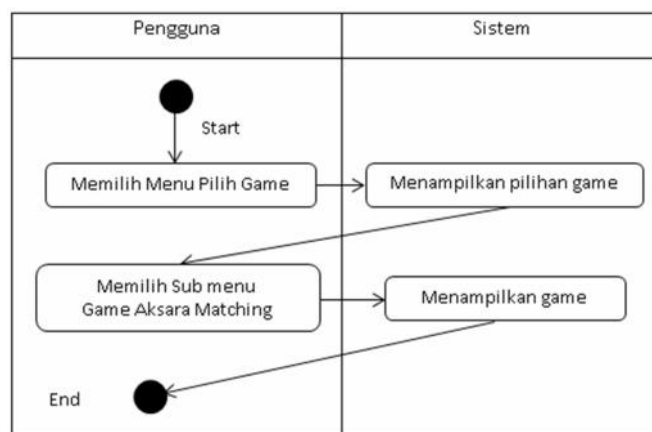 Pengguna
Sistem
Start
Memilih Menu Pilih Game
Menampilkan pilihan game
Memilih Sub menu
Game Aksara Matching
Menampilkan game
End